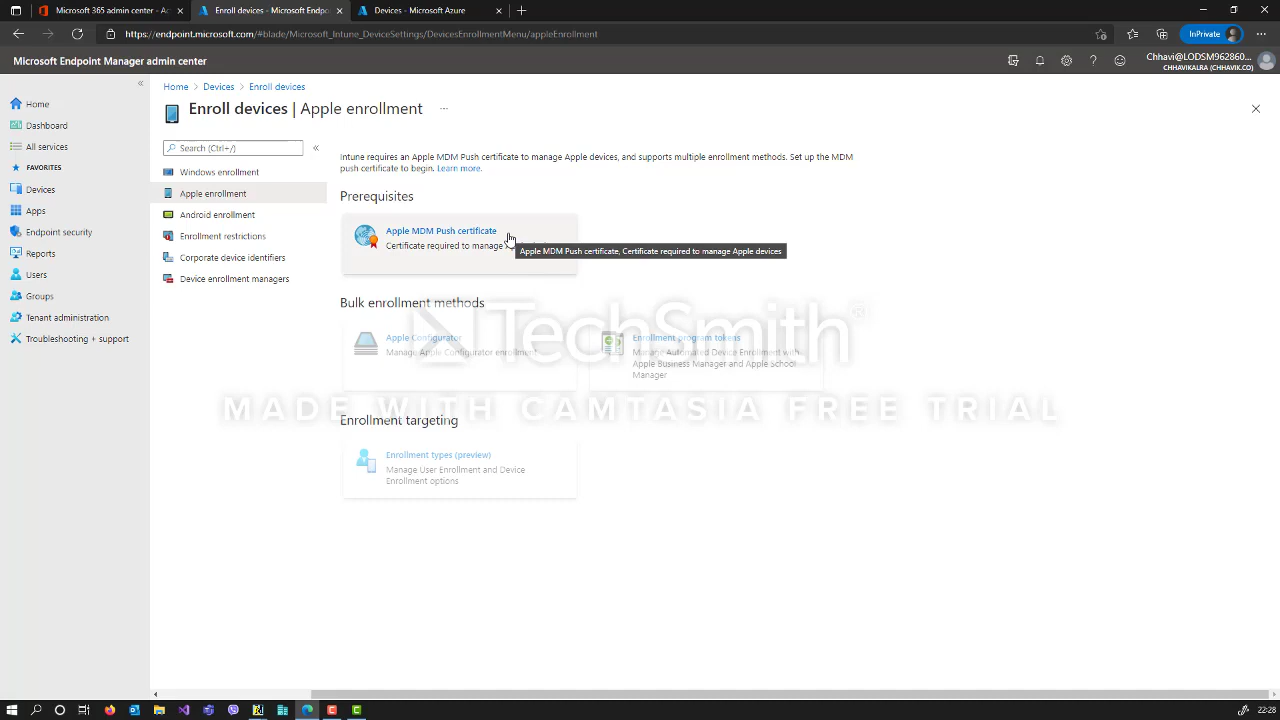 Microsoft 365 admin center - Ac
Enroll devices - Microsoft Endpo
Devices - Microsoft Azure
https://endpoint.microsoft.com/#blade/Microsoft_Intune_DeviceSettings/DevicesEnrollmentMenu/appleEnrollment
InPrivate
Microsoft Endpoint Manager admin center
Chhavi@LODSM962860...
CHHAVIKALRA (CHHAVIK.CO)
Home > Devices > Enroll devices
Enroll devices | Apple enrollment
Home
Dashboard
All services
FAVORITES
Devices
Apps
Endpoint security
Reports
Users
Groups
Tenant administration
Troubleshooting + support
Search (Ctrl+/)
Windows enrollment
Apple enrollment
Android enrollment
Enrollment restrictions
Corporate device identifiers
Device enrollment managers
Intune requires an Apple MDM Push certificate to manage Apple devices, and supports multiple enrollment methods. Set up the MDM
push certificate to begin. Learn more.
Prerequisites
Apple MDM Push certificate
Certificate required to manage
Apple MDM Push certificate, Certificate required to manage Apple devices
Bulk enrollment methods
Apple Configurator
Manage Apple Configurator enrollment
Enrollment program tokens
Manage Automated Device Enrollment with
Apple Business Manager and Apple School
Manager
TechSmith®
MADE WITH CAMTASIA FREE TRIAL
Enrollment targeting
Enrollment types (preview)
Manage User Enrollment and Device
Enrollment options
22:28